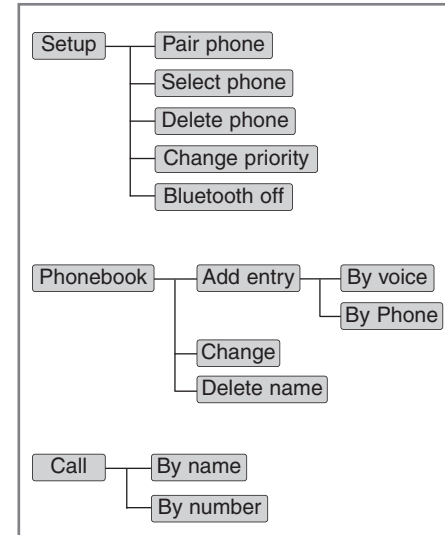 Setup
Pair phone
Select phone
Delete phone
Change priority
Bluetooth off
Phonebook
Add entry
By voice
By Phone
Change
Delete name
Call
By name
By number